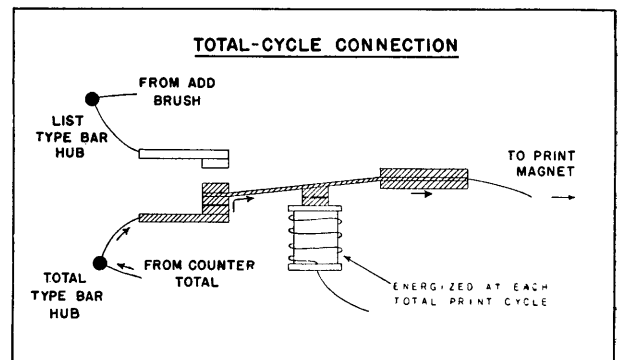 TOTAL-CYCLE CONNECTION
FROM ADD
BRUSH
LIST
TYPE BAR
HUB
TO PRINT
MAGNET
FROM COUNTER
TOTAL
TOTAL
TYPE BAR
HUB
ENERGIZED AT EACH
TOTAL PRINT CYCLE